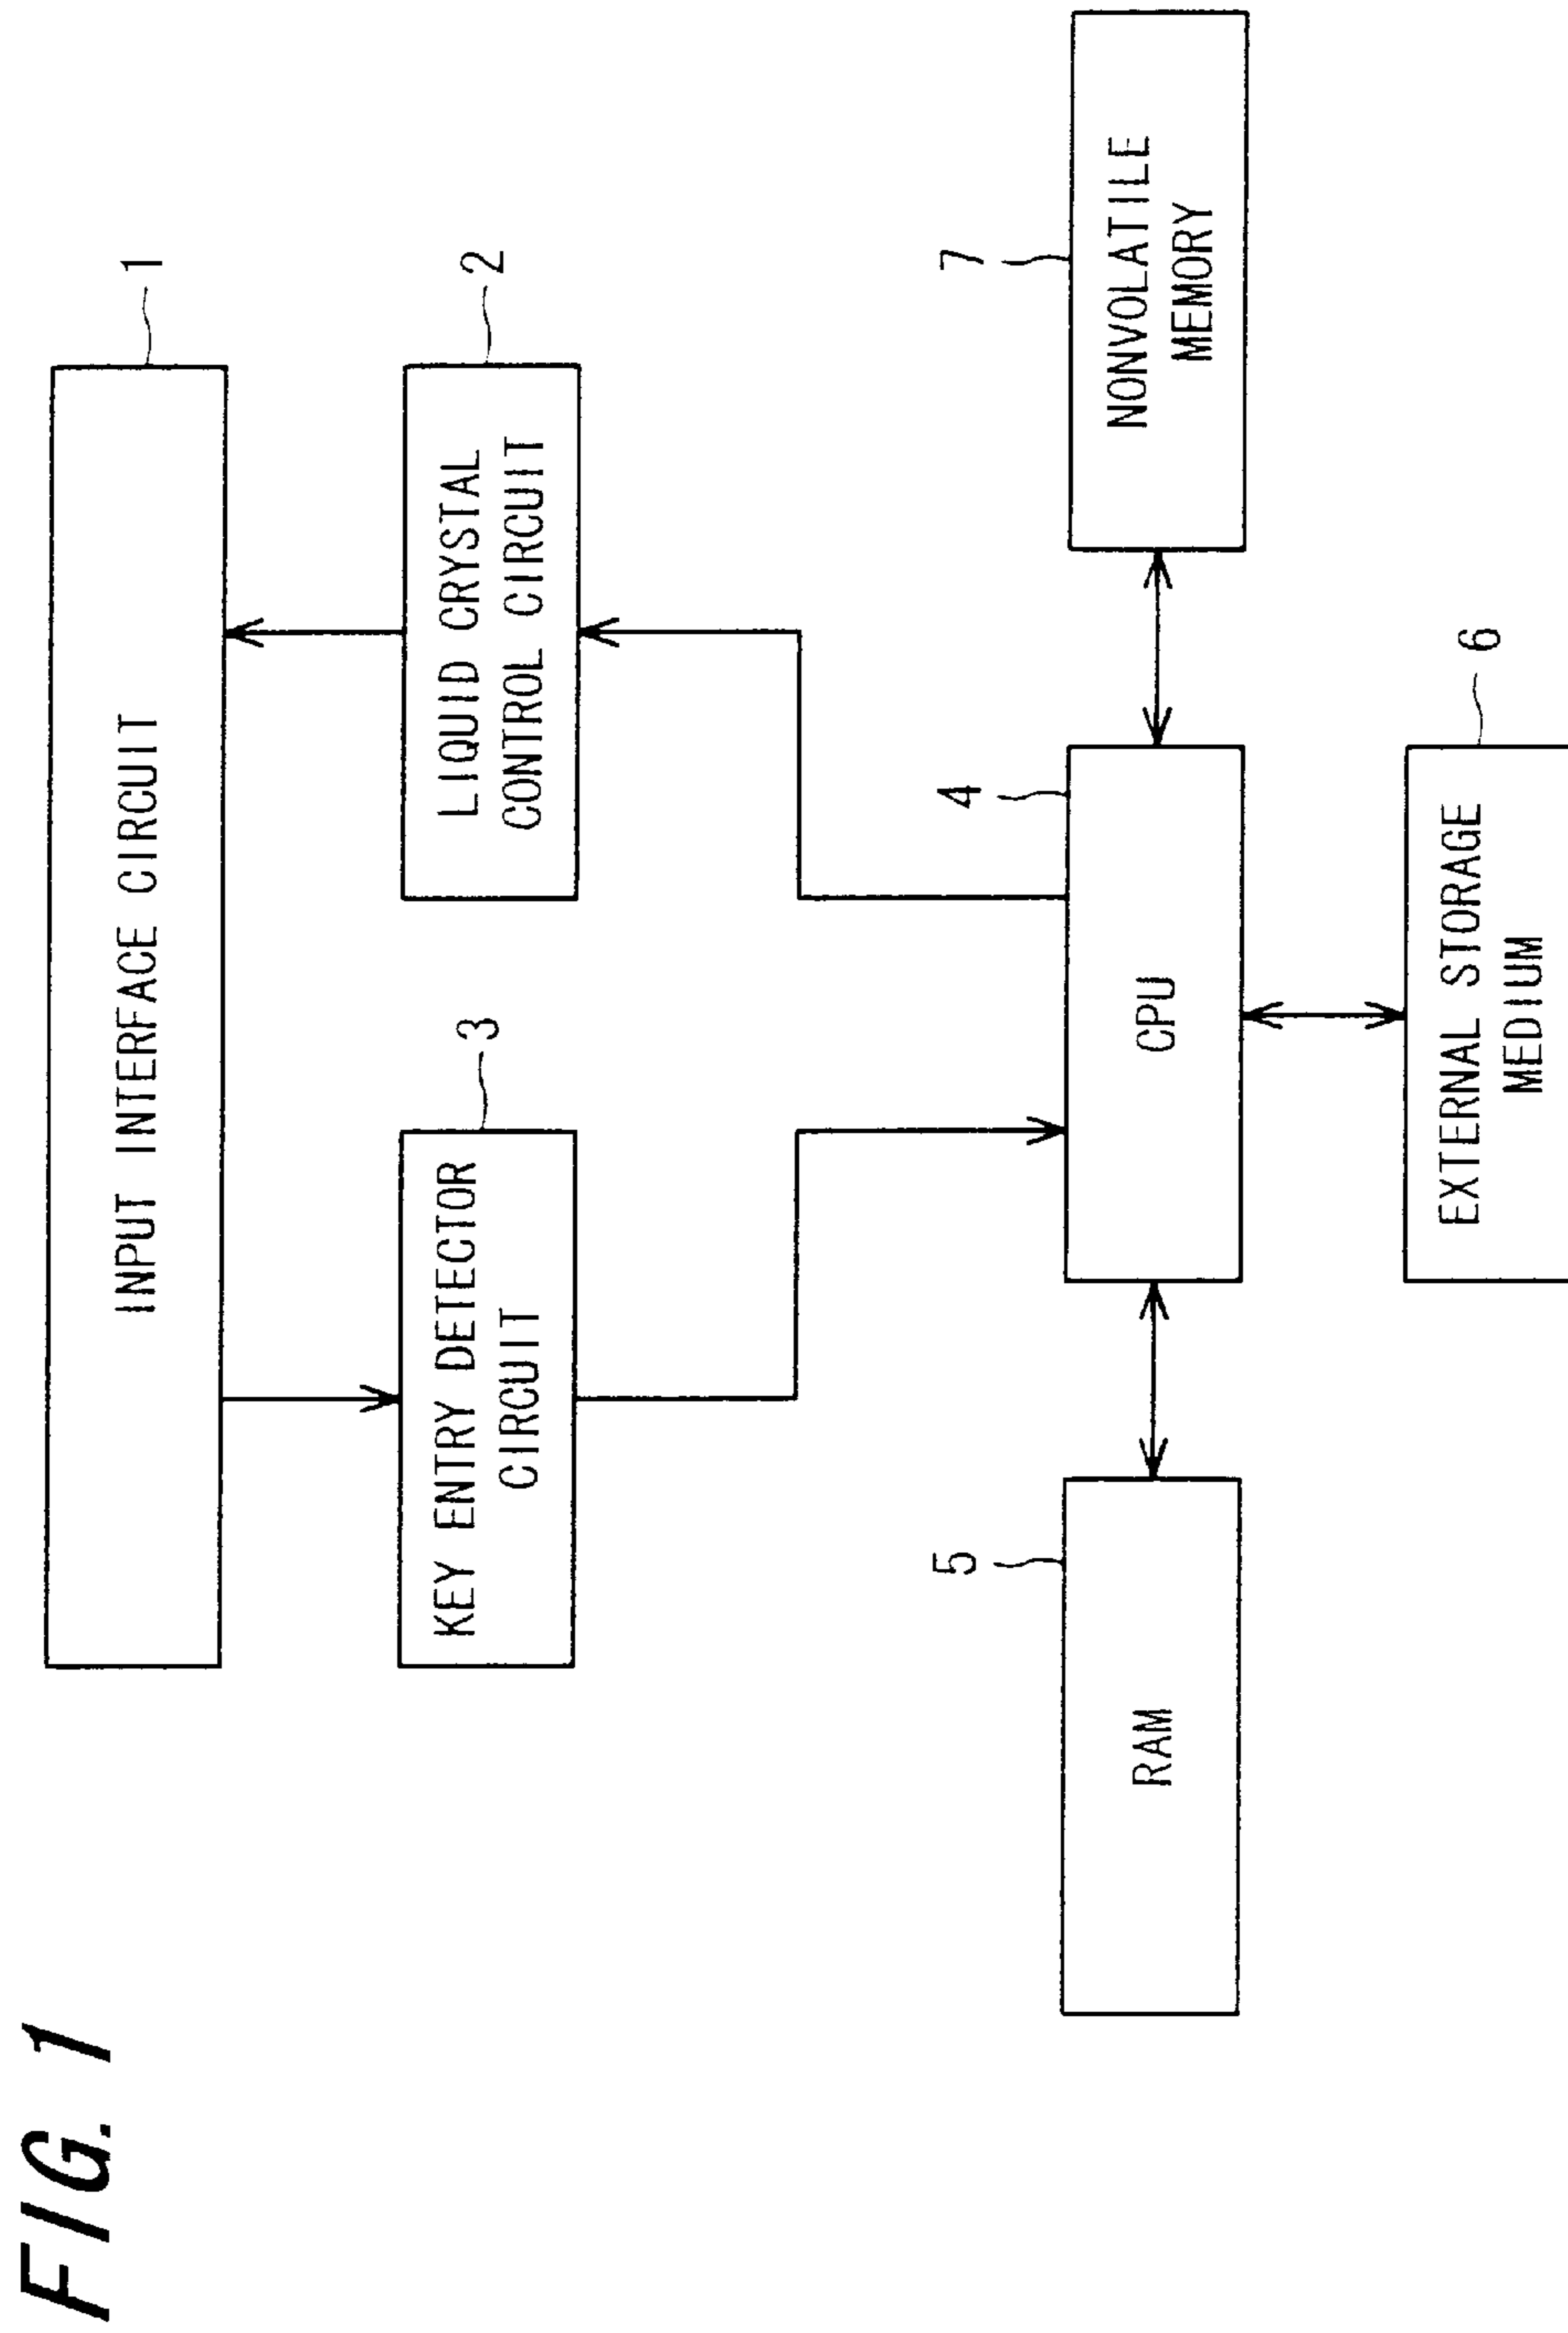 FIG. 1
INPUT INTERFACE CIRCUIT
1
KEY ENTRY DETECTOR
CIRCUIT
3
LIQUID CRYSTAL
CONTROL CIRCUIT
2
5
RAM
4
CPU
7
NONVOLATILE
MEMORY
EXTERNAL STORAGE
MEDIUM
6